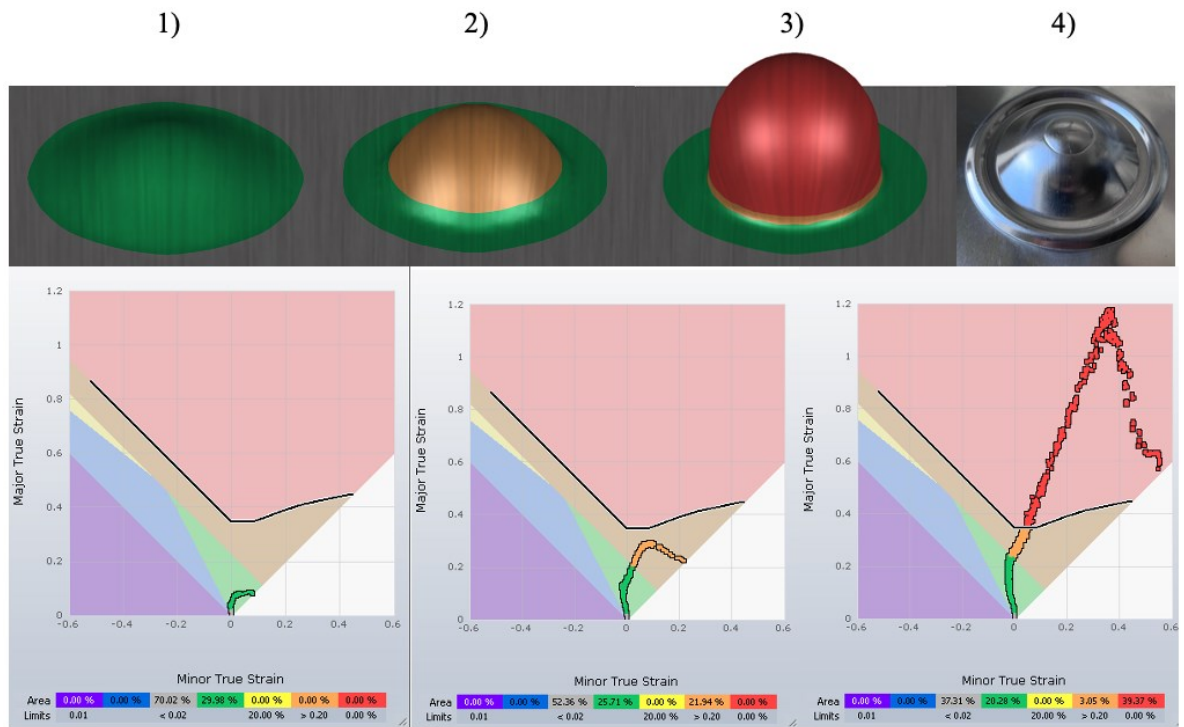 1) 2) 3) 4)
1.2 1.2 1.2
1 1 1
0.8 0.8 0.8
Major True Strain Major True Strain Major True Strain
0.6 0.6 0.6
0.4 0.4 0.4
0.2 0.2 0.2
0 0 0
-0.6 -0.4 -0.2 0 0.2 0.4 0.6 -0.6 -0.4 -0.2 0 0.2 0.4 0.6 -0.6 -0.4 -0.2 0 0.2 0.4 0.6
Minor True Strain Minor True Strain Minor True Strain
Area 0.00 % 0.00 % 70.02 % 29.98 % 0.00 % 0.00 % 0.00 % Area 0.00 % 0.00 % 52.36 % 25.71 % 0.00 % 21.94 % 0.00 % Area 0.00 % 0.00 % 37.31 % 20.28 % 0.00 % 3.05 % 39.37 %
Limits 0.01 < 0.02 20.00 % > 0.20 0.00 % Limits 0.01 < 0.02 20.00 % > 0.20 0.00 % Limits 0.01 < 0.02 20.00 % > 0.20 0.00 %